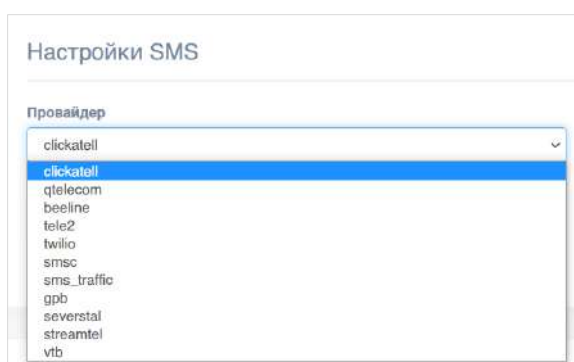 Настройки SMS
Провайдер
clickatell
clickatell
qtelecom
beeline
tele2
twilio
smsc
sms_traffic
gpb
severstal
streamtel
vtb